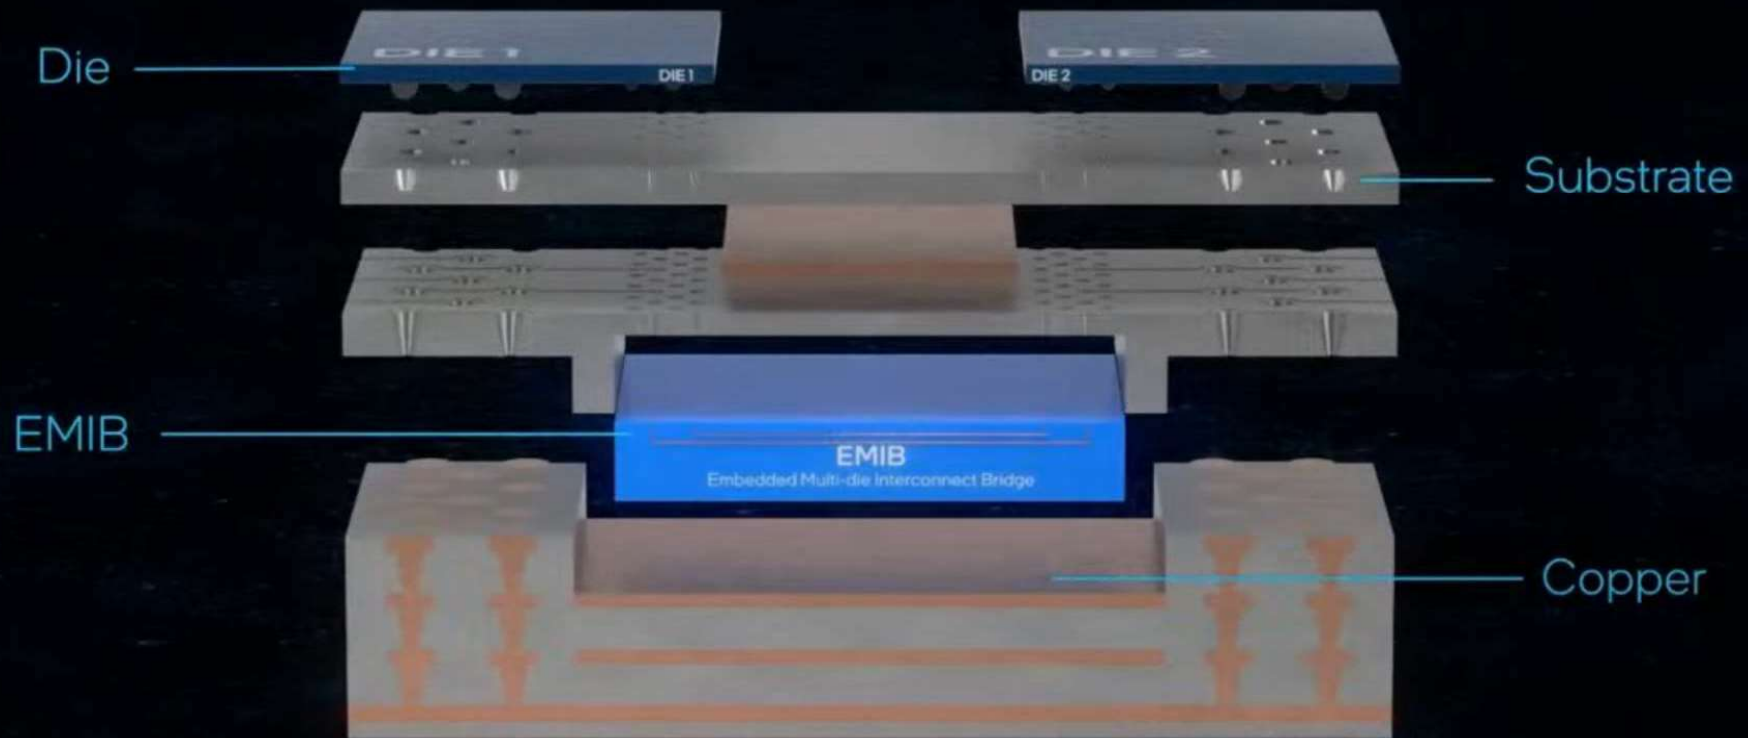 Die
DIE 1
DIE 2
DIE 1
DIE 2
Substrate
EMIB
EMIB
Embedded Multi-die Interconnect Bridge
Copper